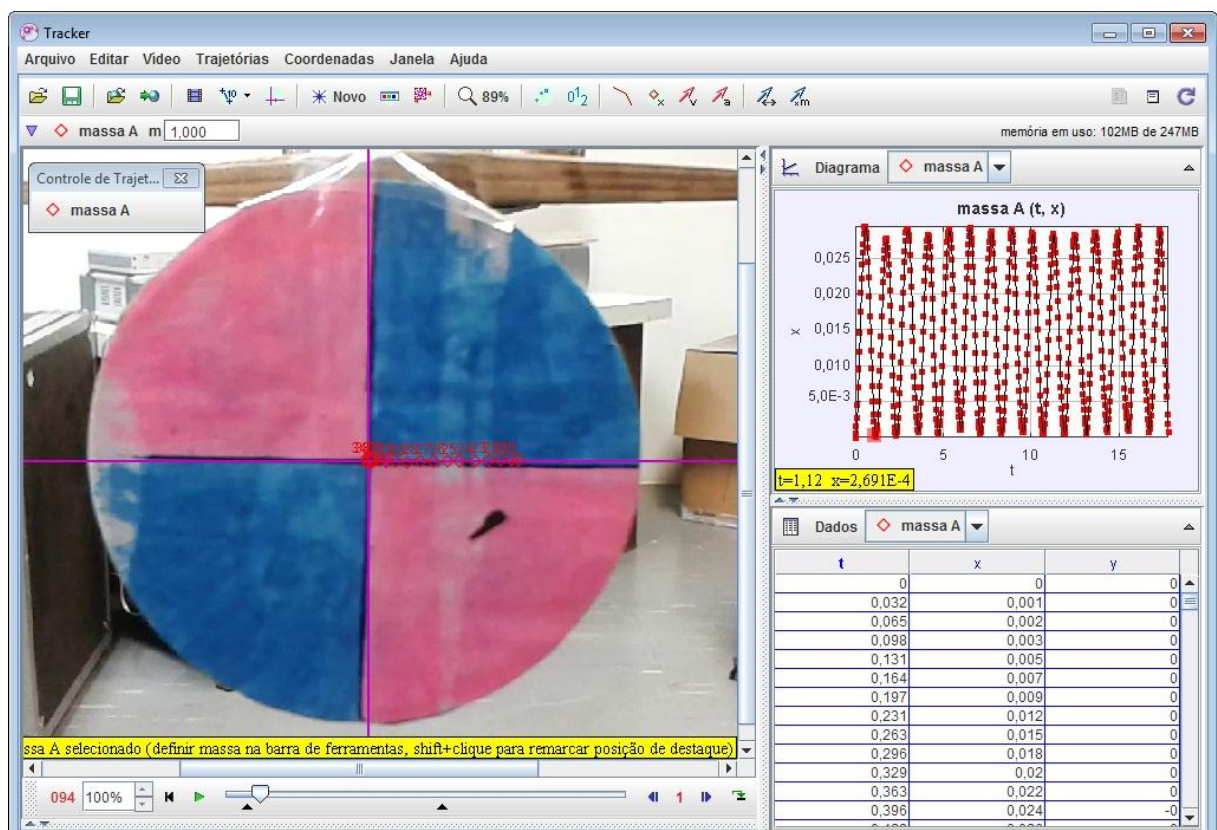 Tracker
Arquivo Editar Vídeo Trajetórias Coordenadas Janela Ajuda
Novo 89%
massa A m 1,000
memória em uso: 102MB de 247MB
Controle de Trajet...
massa A
Diagrama massa A
massa A (t, x)
0,025
0,020
x 0,015
0,010
5,0E-3
0 5 10 15
t
t=1,12 x=2,691E-4
Dados massa A
t x y
0 0 0
0,032 0,001 0
0,065 0,002 0
0,098 0,003 0
0,131 0,005 0
0,164 0,007 0
0,197 0,009 0
0,231 0,012 0
0,263 0,015 0
0,296 0,018 0
0,329 0,02 0
0,363 0,022 0
0,396 0,024 -0
ssa A selecionado (definir massa na barra de ferramentas, shift+clique para remarcar posição de destaque)
094 100% 1